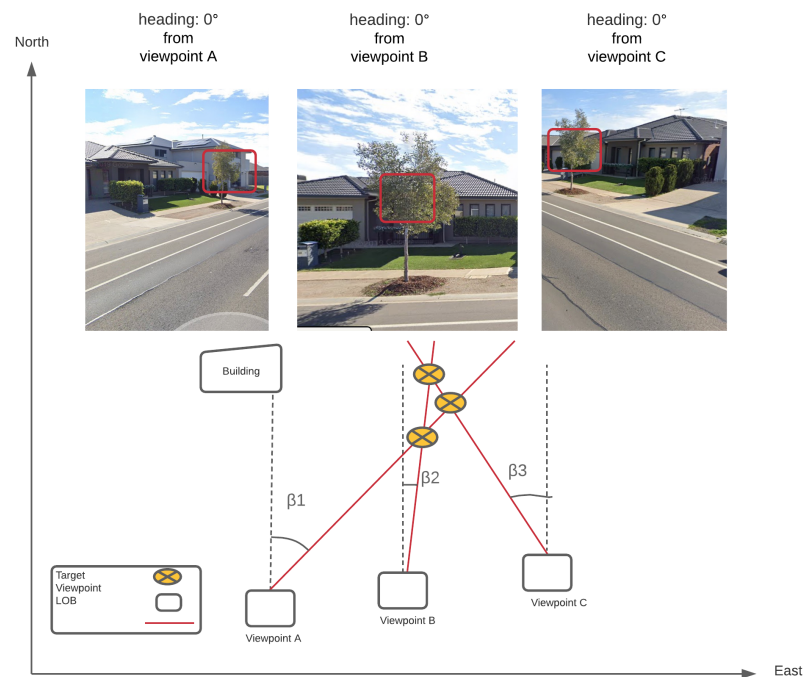 heading: 0°
from
viewpoint A
heading: 0°
from
viewpoint B
heading: 0°
from
viewpoint C
North
Building
β1
β2
β3
Target
Viewpoint
LOB
Viewpoint A
Viewpoint B
Viewpoint C
East